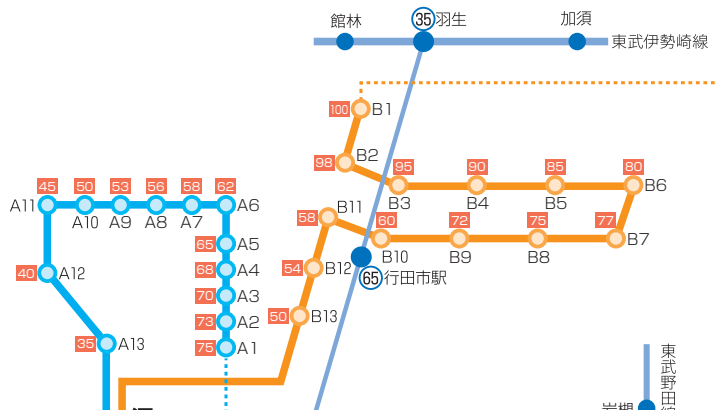 館林
35 羽生
加須
東武伊勢崎線
100 B1
98 B2
95 90 85 80
B3 B4 B5 B6
45 50 53 56 58 62
A11 A10 A9 A8 A7 A6
58 B11
60 72 75 77
B10 B9 B8 B7
65 A5
54 B12
68 A4
40 A12
65 行田市駅
70 A3
50 B13
73 A2
35 A13
75 A1
東武野田
岩槻